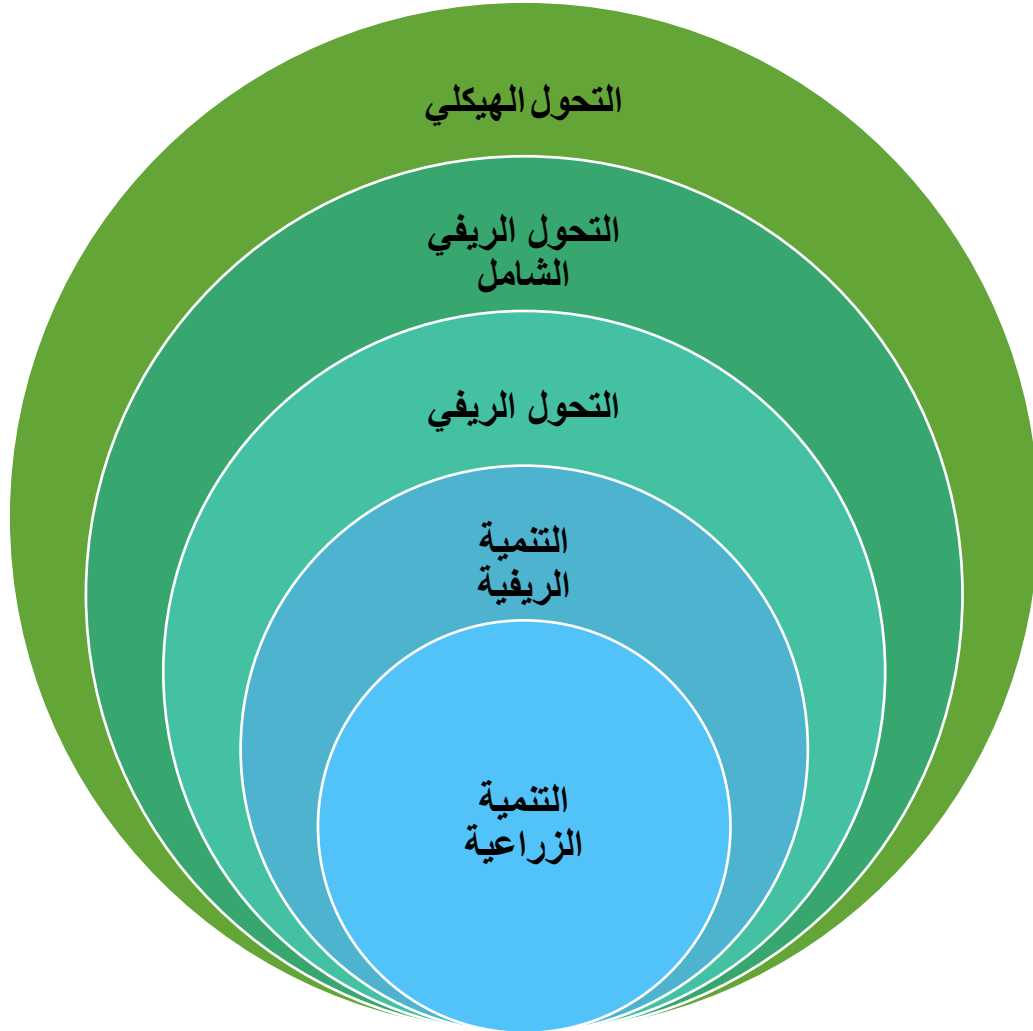 التحول الهيكلي
التحول الريفي
الشامل
التحول الريفي
التنمية
الريفية
التنمية
الزراعية